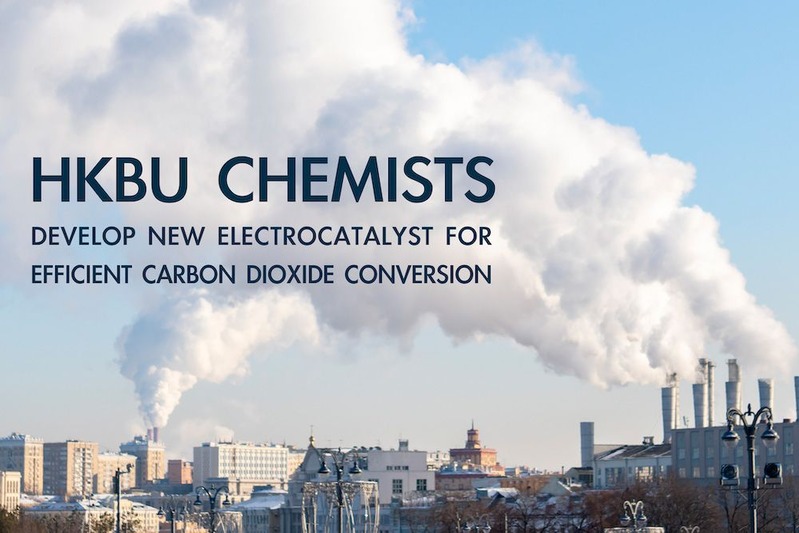 HKBU CHEMISTS
DEVELOP NEW ELECTROCATALYST FOR
EFFICIENT CARBON DIOXIDE CONVERSION